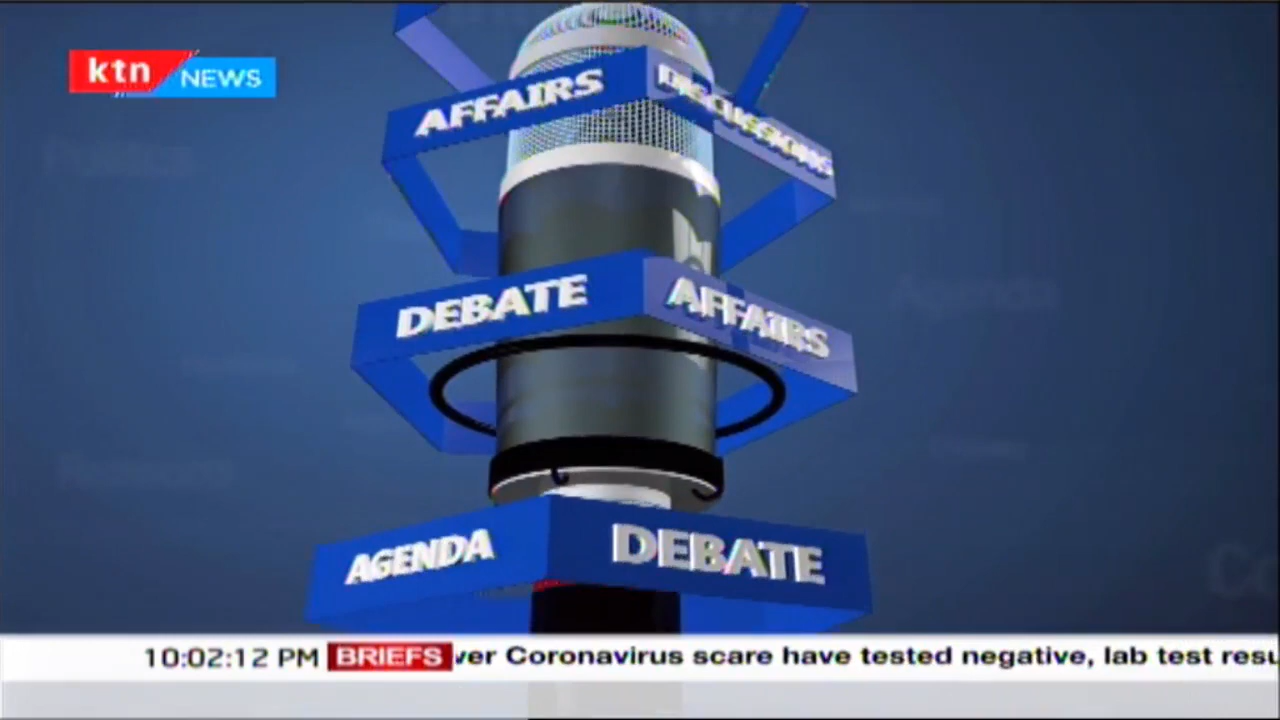 ktn NEWS
AFFAIRS DISCUSSIONS
DEBATE AFFAIRS
AGENDA DEBATE
10:02:12 PM BRIEFS ver Coronavirus scare have tested negative, lab test resu